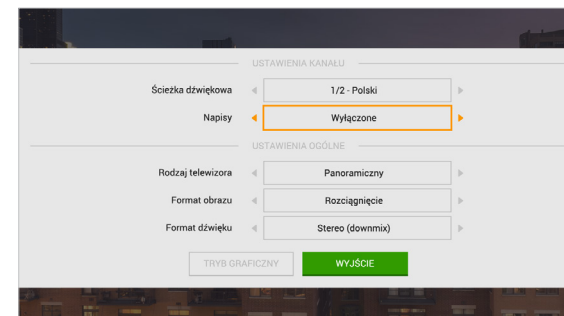 USTAWIENIA KANAŁU
Ścieżka dźwiękowa 1/2 - Polski
Napisy Wyłączone
USTAWIENIA OGÓLNE
Rodzaj telewizora Panoramiczny
Format obrazu Rozciągnięcie
Format dźwięku Stereo (downmix)
TRYB GRAFICZNY WYJŚCIE